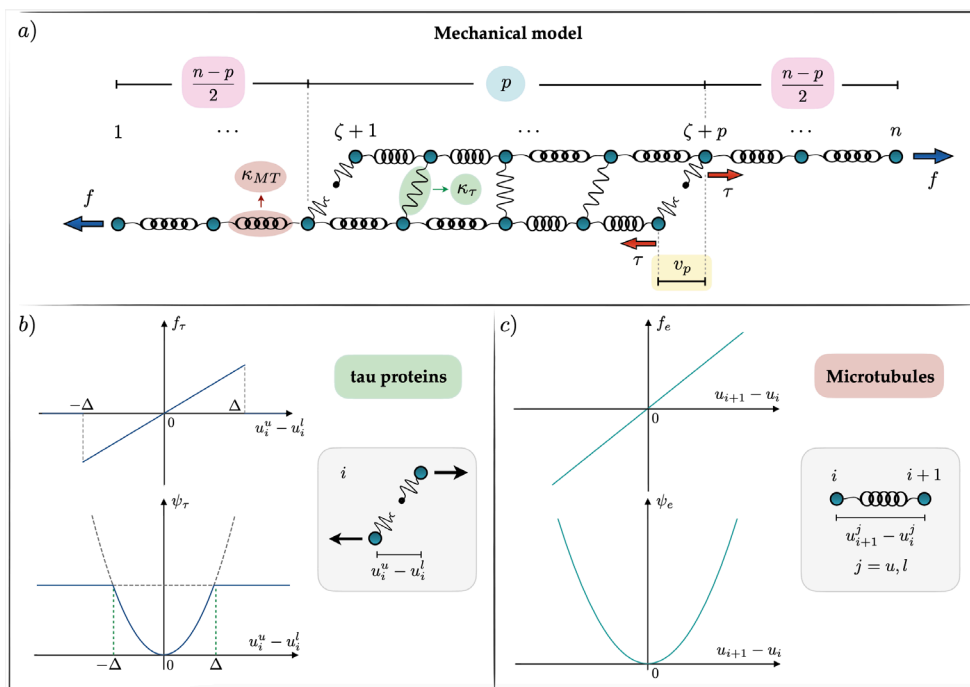 a)
Mechanical model
n − p
2
p
n − p
2
1
⋯
ζ + 1
⋯
ζ + p
⋯
n
κ_MT
κ_τ
f
τ
f
τ
v_p
b)
f_τ
−Δ
0
Δ
u_i^u − u_i^l
ψ_τ
−Δ
0
Δ
u_i^u − u_i^l
tau proteins
i
u_i^u − u_i^l
c)
f_e
0
u_{i+1} − u_i
ψ_e
0
u_{i+1} − u_i
Microtubules
i
i + 1
u_{i+1}^j − u_i^j
j = u, l